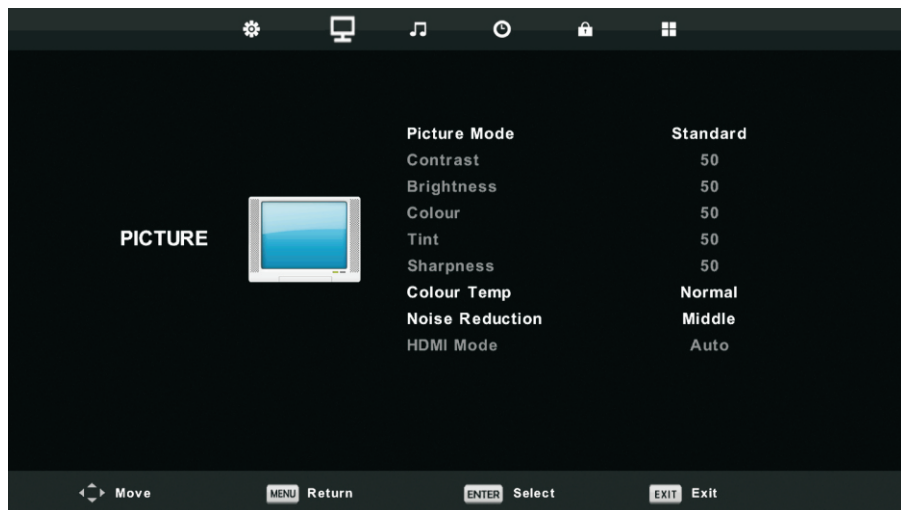 PICTURE
Picture Mode Standard
Contrast 50
Brightness 50
Colour 50
Tint 50
Sharpness 50
Colour Temp Normal
Noise Reduction Middle
HDMI Mode Auto
Move MENU Return ENTER Select EXIT Exit